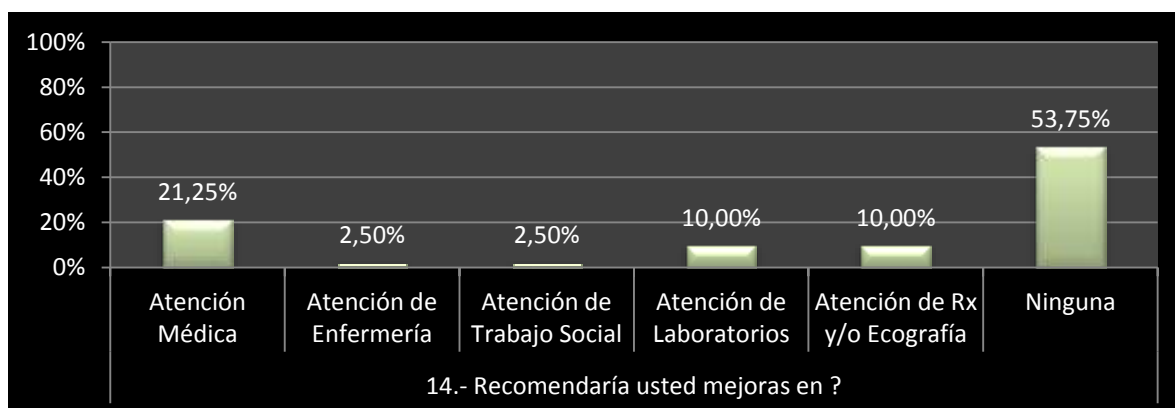 100%
80%
60%
40%
20%
0%
21,25%
2,50%
2,50%
10,00%
10,00%
53,75%
Atención
Médica
Atención de
Enfermería
Atención de
Trabajo Social
Atención de
Laboratorios
Atención de Rx
y/o Ecografía
Ninguna
14.- Recomendaría usted mejoras en ?